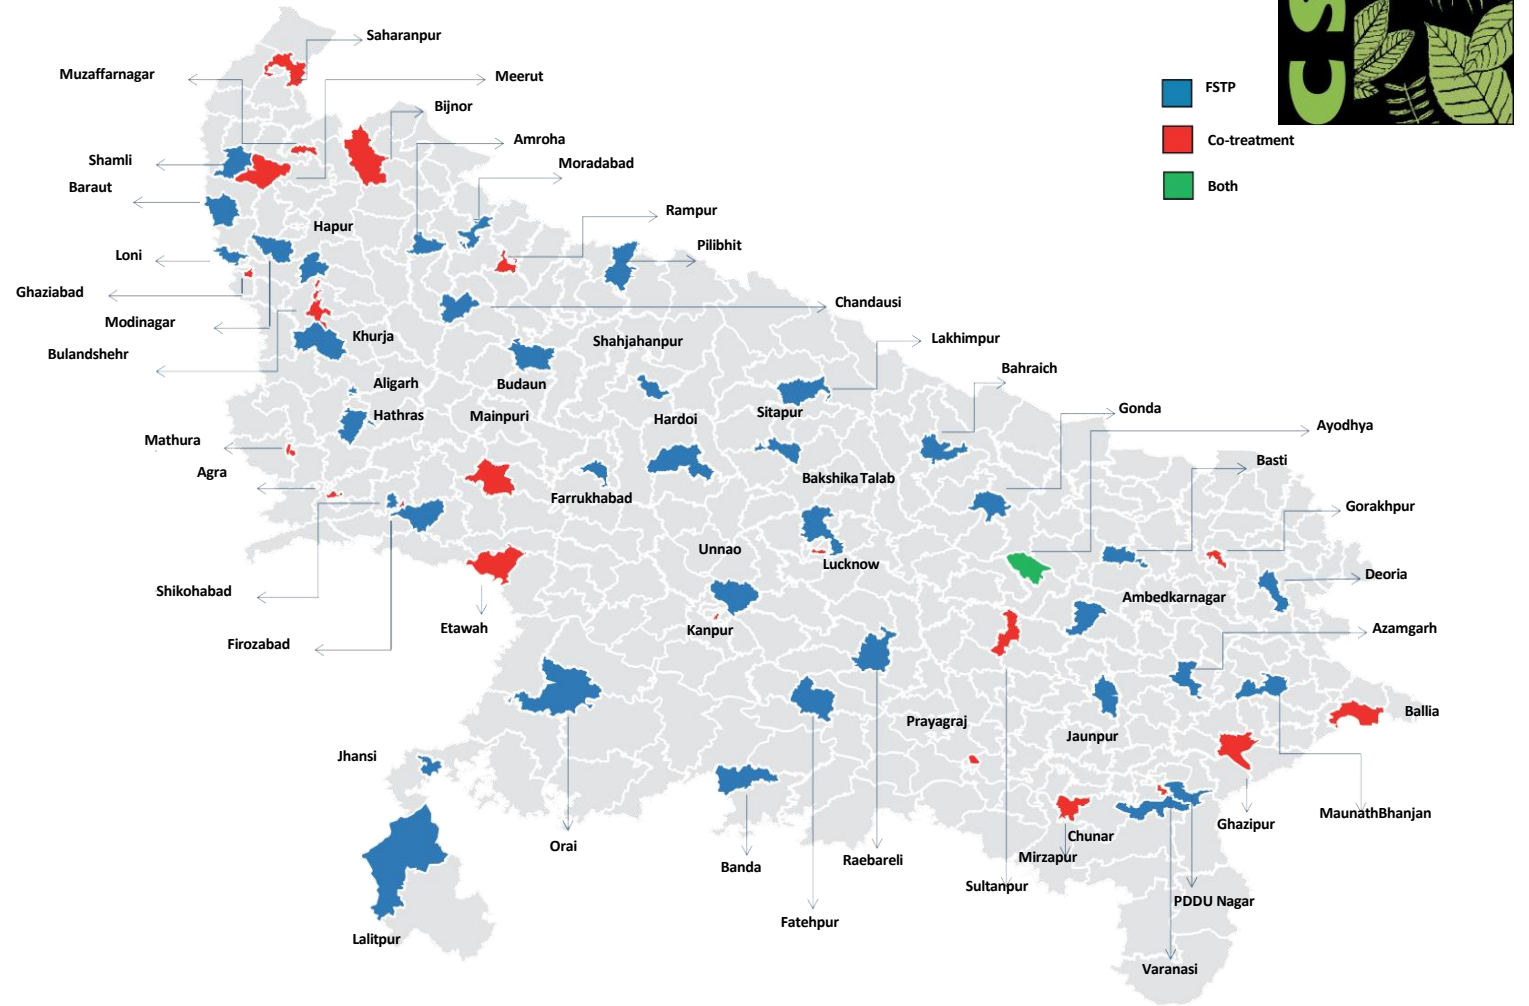 CS
Saharanpur
Muzaffarnagar
Meerut
Bijnor
Amroha
Moradabad
Shamli
Baraut
Rampur
Hapur
Pilibhit
Loni
Ghaziabad
Modinagar
Chandausi
Bulandshehr
Khurja
Shahjahanpur
Lakhimpur
Bahraich
Aligarh
Budaun
Hathras
Mainpuri
Hardoi
Sitapur
Gonda
Ayodhya
Mathura
Agra
Basti
Bakshika Talab
Farrukhabad
Gorakhpur
Unnao
Lucknow
Deoria
Shikohabad
Ambedkarnagar
Etawah
Kanpur
Azamgarh
Firozabad
Prayagraj
Ballia
Jaunpur
Jhansi
MaunathBhanjan
Ghazipur
Chunar
Orai
Mirzapur
Raebareli
Banda
Sultanpur
PDDU Nagar
Fatehpur
Lalitpur
Varanasi
FSTP
Co-treatment
Both